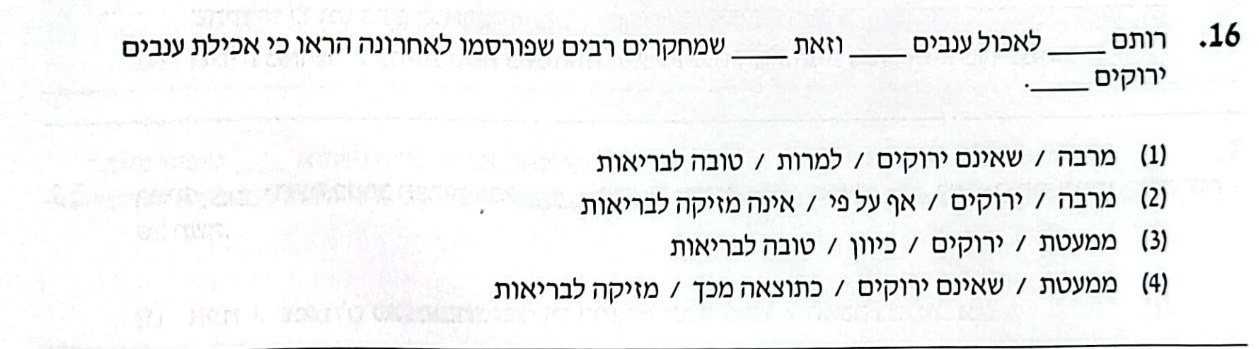 16. רותם ____ לאכול ענבים ____ וזאת ____ שמחקרים רבים שפורסמו לאחרונה הראו כי אכילת ענבים
ירוקים ____.
(1) מרבה / שאינם ירוקים / למרות / טובה לבריאות
(2) מרבה / ירוקים / אף על פי / אינה מזיקה לבריאות
(3) ממעטת / ירוקים / כיוון / טובה לבריאות
(4) ממעטת / שאינם ירוקים / כתוצאה מכך / מזיקה לבריאות